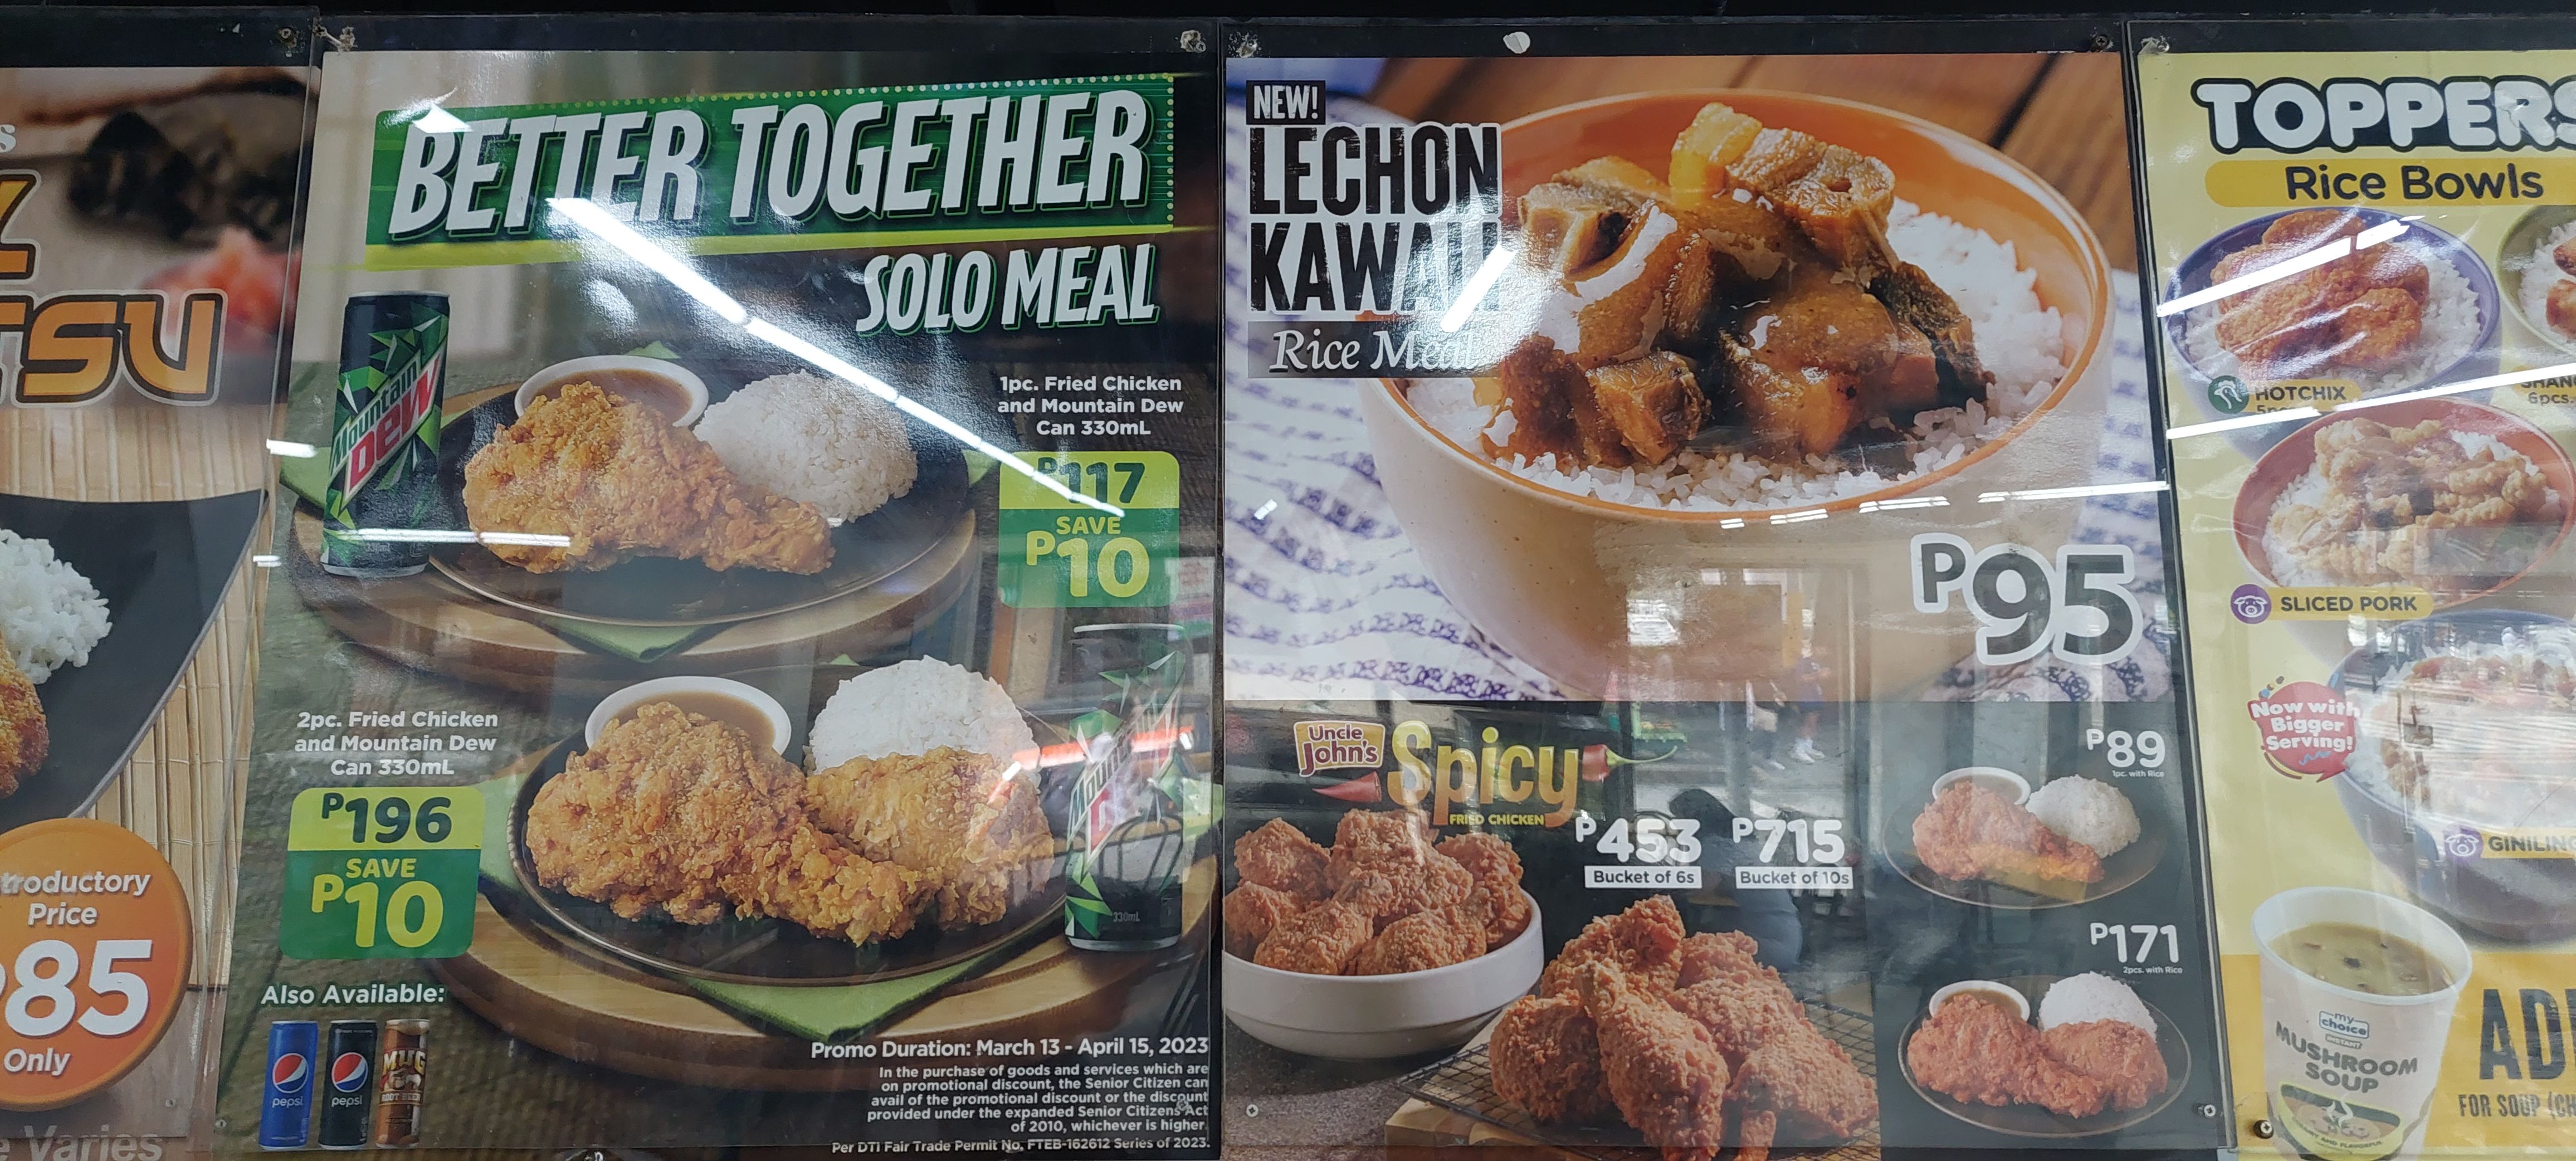 TSU
troductory
Price
85
Only
Varies
BETTER TOGETHER
SOLO MEAL
Mountain
DEW
1pc. Fried Chicken
and Mountain Dew
Can 330mL
P117
SAVE
P10
2pc. Fried Chicken
and Mountain Dew
Can 330mL
P196
SAVE
P10
330mL
Also Available:
pepsi
pepsi
MUG
ROOT BEER
Promo Duration: March 13 - April 15, 2023
In the purchase of goods and services which are
on promotional discount, the Senior Citizen can
avail of the promotional discount or the discount
provided under the expanded Senior Citizens Act
of 2010, whichever is higher.
Per DTI Fair Trade Permit No. FTEB-162612 Series of 2023.
NEW!
LECHON
KAWALI
Rice Meal
P95
Uncle
John's
Spicy
FRIED CHICKEN
P453
Bucket of 6s
P715
Bucket of 10s
P89
1pc. with Rice
P171
2pcs. with Rice
TOPPERS
Rice Bowls
HOTCHIX
SHAN
6pcs.
SLICED PORK
Now with
Bigger
Serving!
GINILING
my
choice
INSTANT
MUSHROOM
SOUP
AD
FOR SOUP (CH